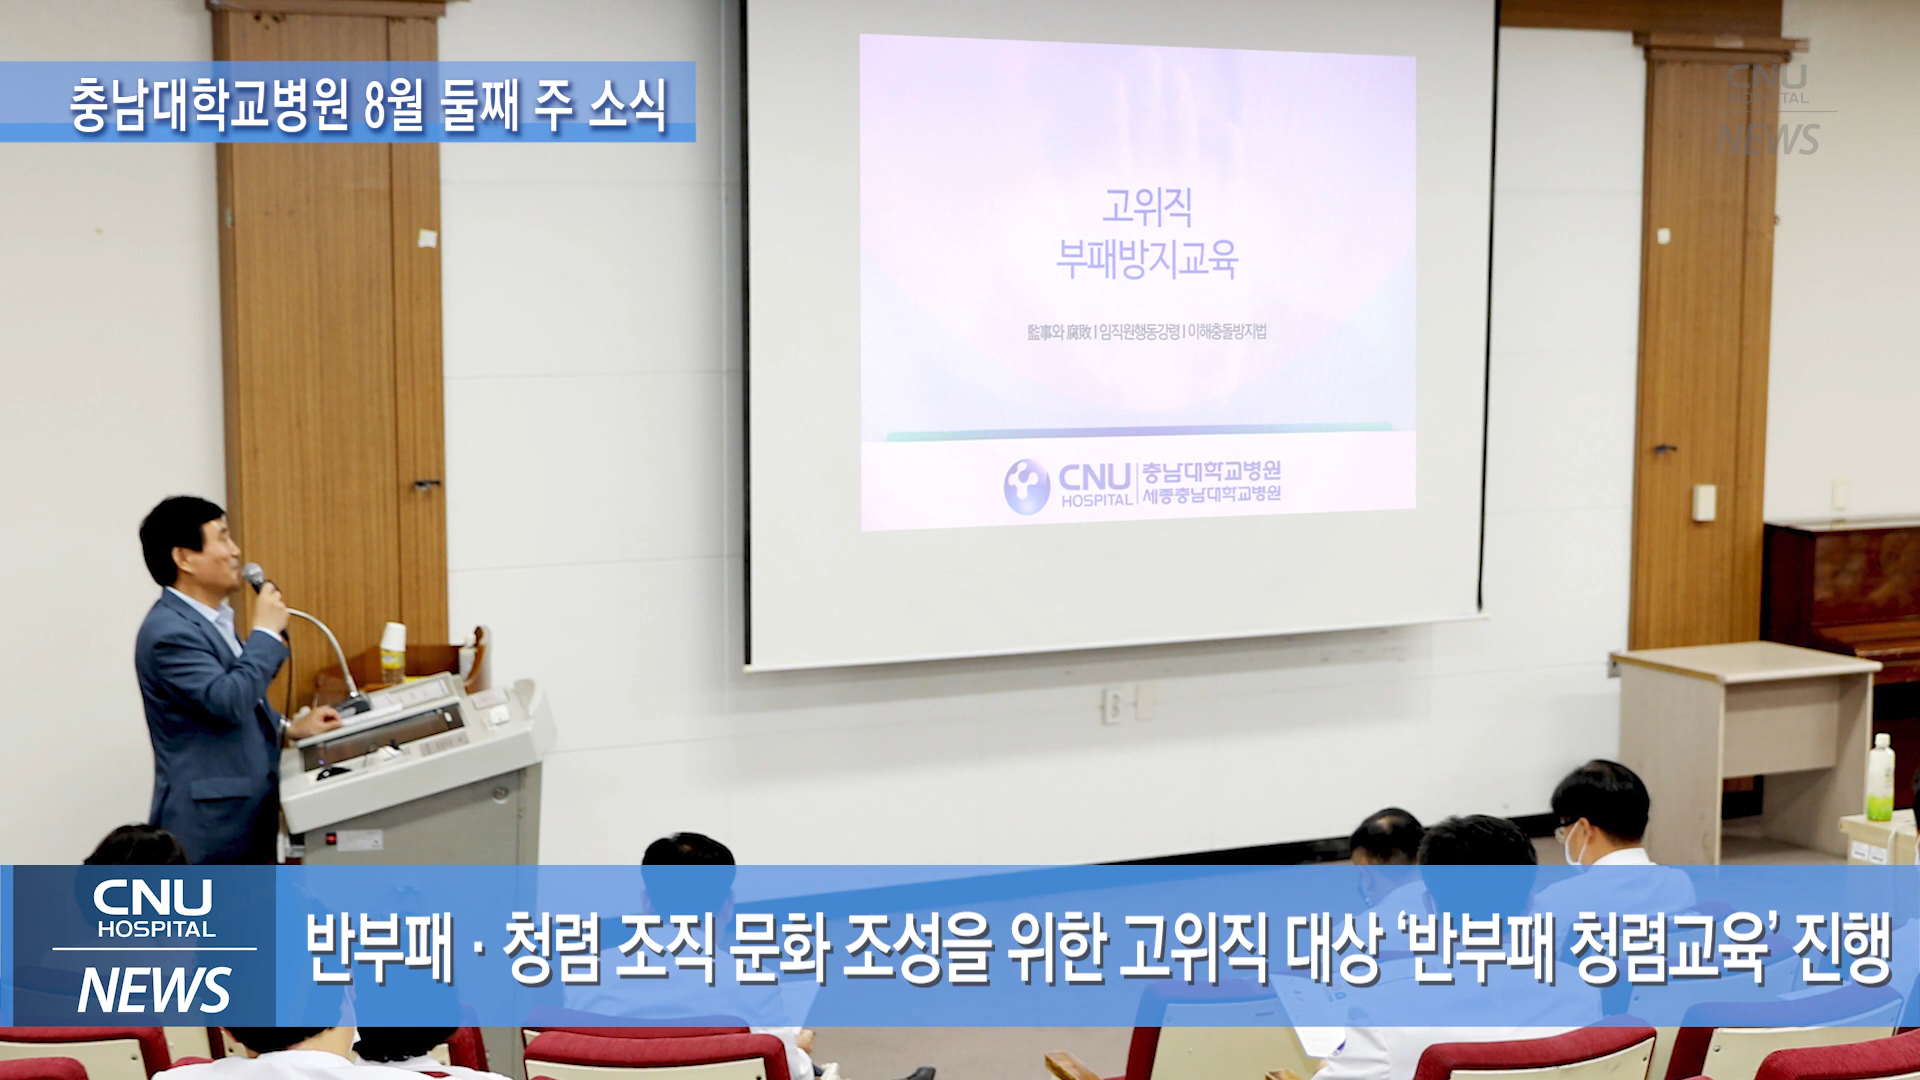 충남대학교병원 8월 둘째 주 소식
CNU
HOSPITAL
NEWS
고위직
부패방지교육
監事와 腐敗 | 임직원행동강령 | 이해충돌방지법
CNU
HOSPITAL
충남대학교병원
세종충남대학교병원
CNU
HOSPITAL
NEWS
반부패 · 청렴 조직 문화 조성을 위한 고위직 대상 ‘반부패 청렴교육’ 진행